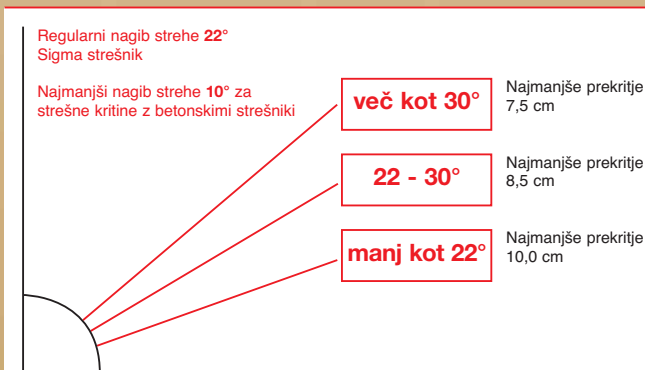 Regularni nagib strehe 22°
Sigma strešnik
Najmanjši nagib strehe 10° za
strešne kritine z betonskimi strešniki
več kot 30°
Najmanjše prekritje
7,5 cm
22 - 30°
Najmanjše prekritje
8,5 cm
manj kot 22°
Najmanjše prekritje
10,0 cm